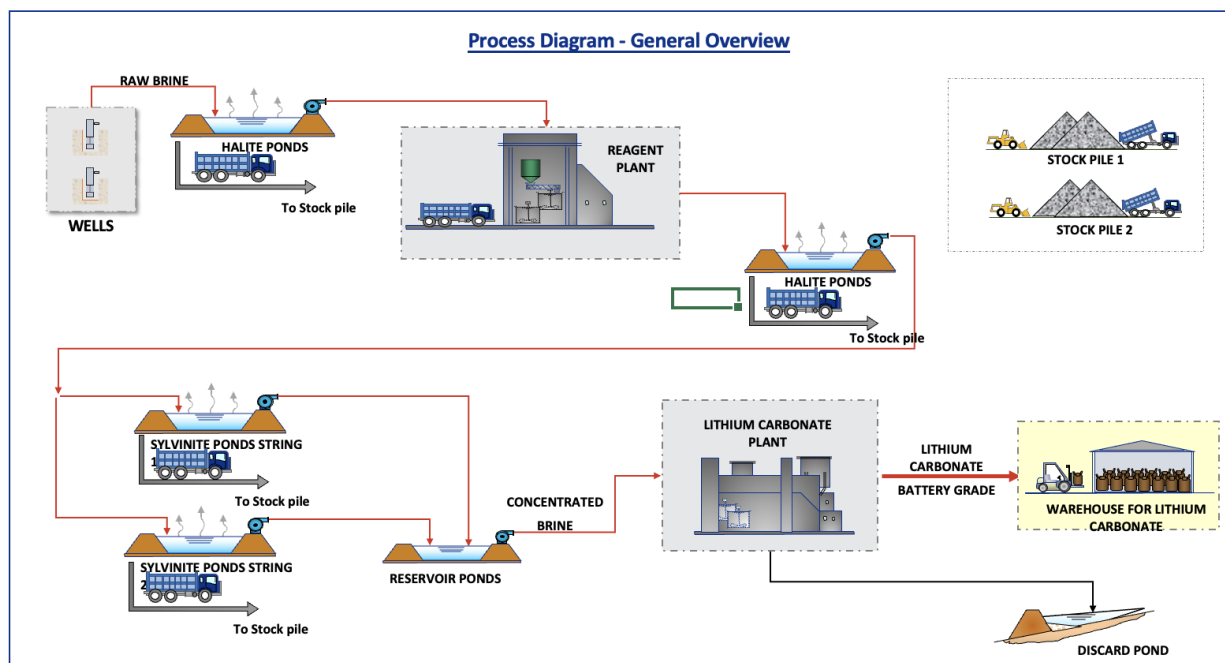 Process Diagram - General Overview
RAW BRINE
HALITE PONDS
To Stock pile
WELLS
REAGENT
PLANT
STOCK PILE 1
STOCK PILE 2
HALITE PONDS
To Stock pile
SYLVINITE PONDS STRING
1
To Stock pile
SYLVINITE PONDS STRING
2
To Stock pile
RESERVOIR PONDS
CONCENTRATED
BRINE
LITHIUM CARBONATE
PLANT
LITHIUM
CARBONATE
BATTERY GRADE
WAREHOUSE FOR LITHIUM
CARBONATE
DISCARD POND